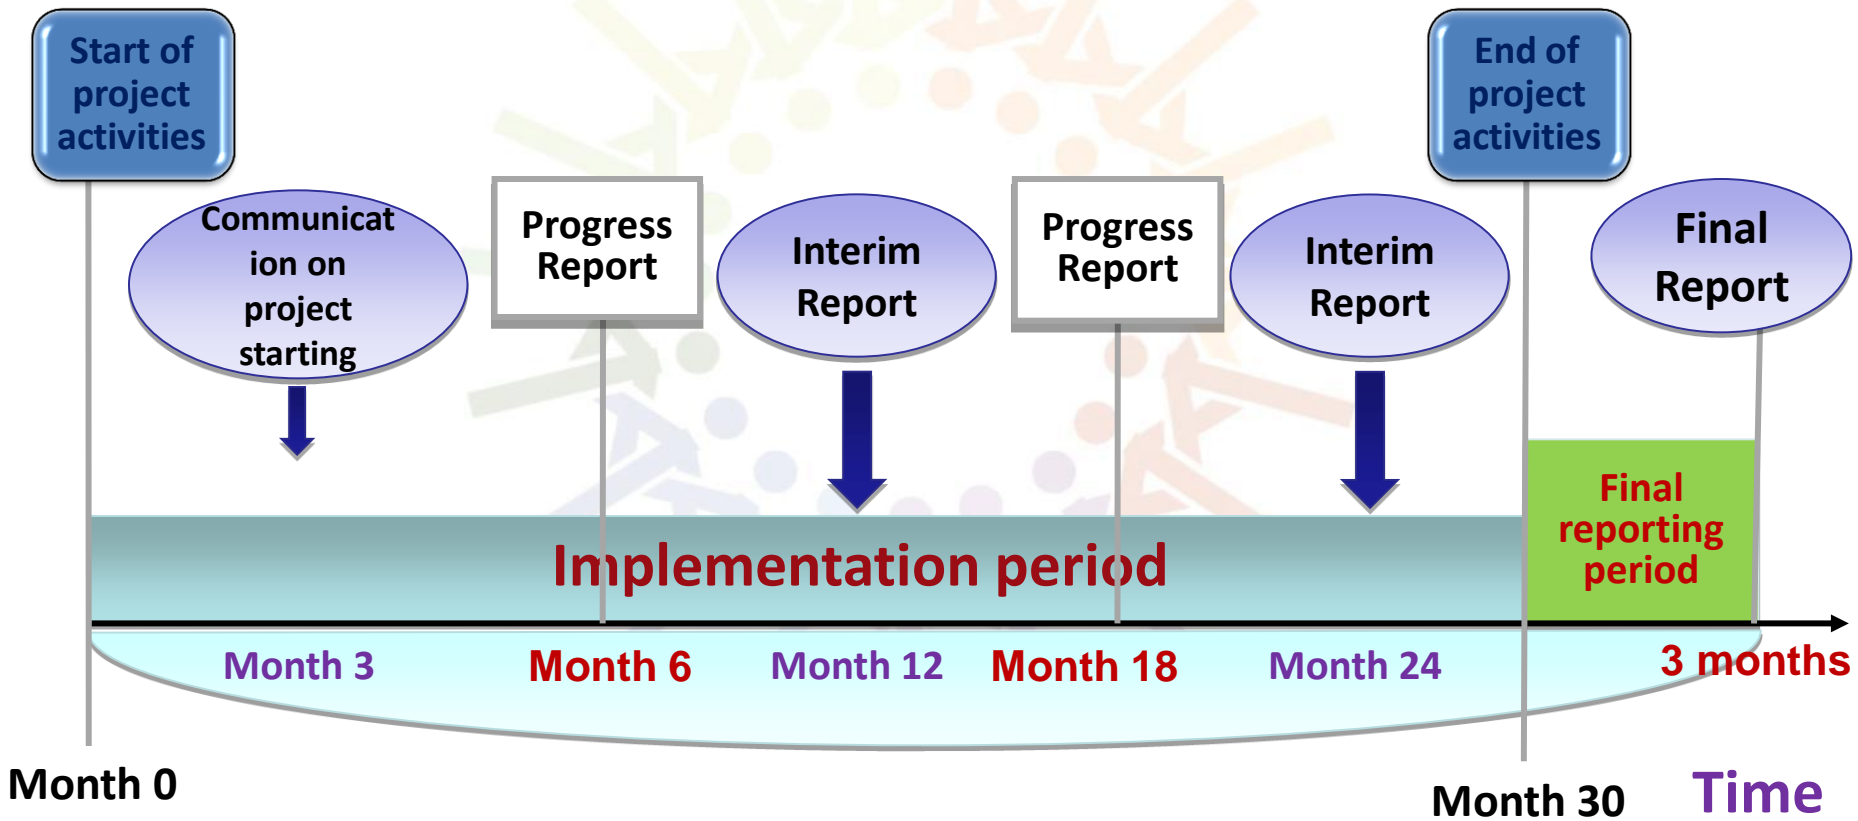 Start of
project
activities
End of
project
activities
Communicat
ion on
project
starting
Progress
Report
Interim
Report
Progress
Report
Interim
Report
Final
Report
Implementation period
Final
reporting
period
Month 3
Month 6
Month 12
Month 18
Month 24
3 months
Month 0
Month 30
Time